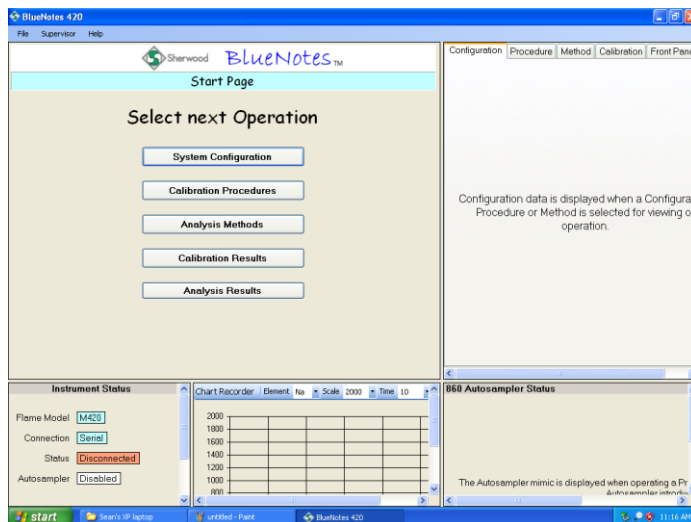 BlueNotes 420
File Supervisor Help
Sherwood BlueNotes TM
Start Page
Select next Operation
System Configuration
Calibration Procedures
Analysis Methods
Calibration Results
Analysis Results
Configuration Procedure Method Calibration Front Pane
Configuration data is displayed when a Configura
Procedure or Method is selected for viewing o
operation.
Instrument Status
Flame Model M420
Connection Serial
Status Disconnected
Autosampler Disabled
Chart Recorder Element Na Scale 2000 Time 10
2000
1800
1600
1400
1200
1000
800
860 Autosampler Status
The Autosampler mimic is displayed when operating a Pr
Autosampler introdu
start Sean's XP laptop untitled - Paint BlueNotes 420 11:16 AM